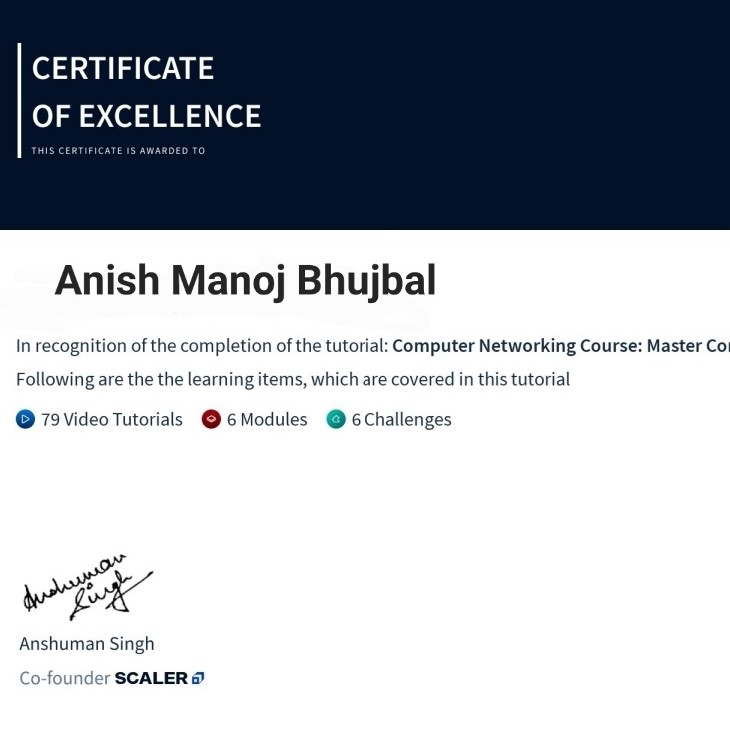 CERTIFICATE
OF EXCELLENCE
THIS CERTIFICATE IS AWARDED TO
Anish Manoj Bhujbal
In recognition of the completion of the tutorial: Computer Networking Course: Master
Following are the the learning items, which are covered in this tutorial
79 Video Tutorials 6 Modules 6 Challenges
Anshuman Singh
Anshuman Singh
Co-founder SCALER